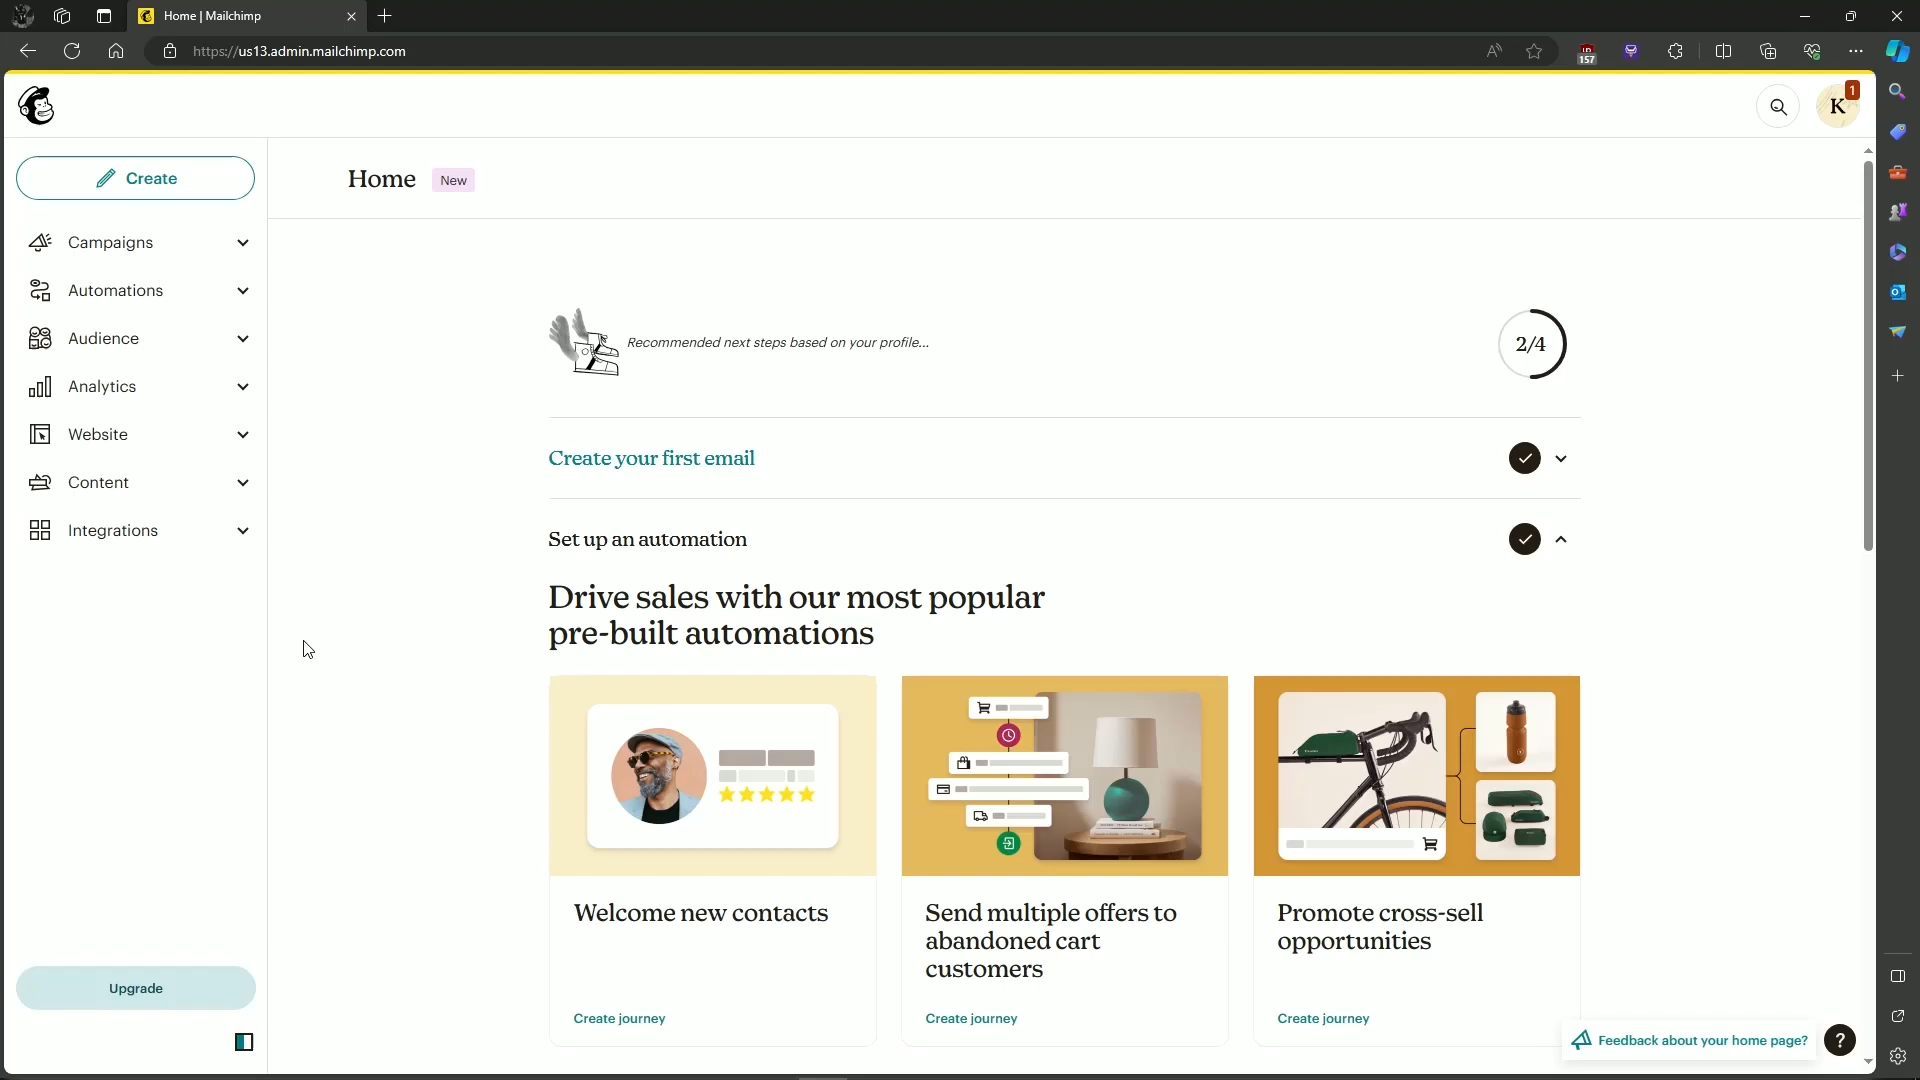 Home | Mailchimp
https://us13.admin.mailchimp.com
157
K
1
Create
Campaigns
Automations
Audience
Analytics
Website
Content
Integrations
Upgrade
Home
New
Recommended next steps based on your profile...
2/4
Create your first email
Set up an automation
Drive sales with our most popular
pre-built automations
Welcome new contacts
Create journey
Send multiple offers to
abandoned cart
customers
Create journey
Promote cross-sell
opportunities
Create journey
Feedback about your home page?
?